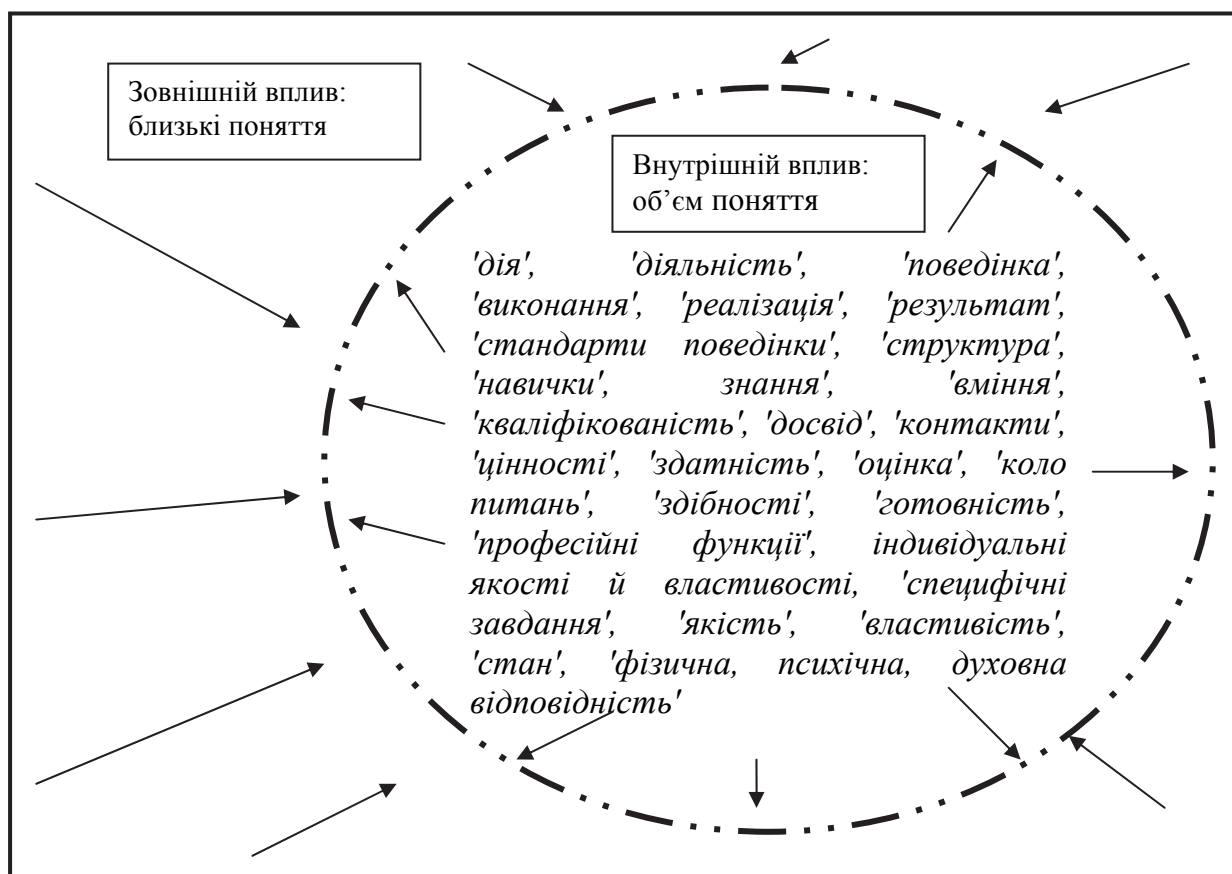 Зовнішній вплив:
близькі поняття
Внутрішній вплив:
об’єм поняття
'дія', 'діяльність', 'поведінка',
'виконання', 'реалізація', 'результат',
'стандарти поведінки', 'структура',
'навички', знання', 'вміння',
'кваліфікованість', 'досвід', 'контакти',
'цінності', 'здатність', 'оцінка', 'коло
питань', 'здібності', 'готовність',
'професійні функції', індивідуальні
якості й властивості, 'специфічні
завдання', 'якість', 'властивість',
'стан', 'фізична, психічна, духовна
відповідність'